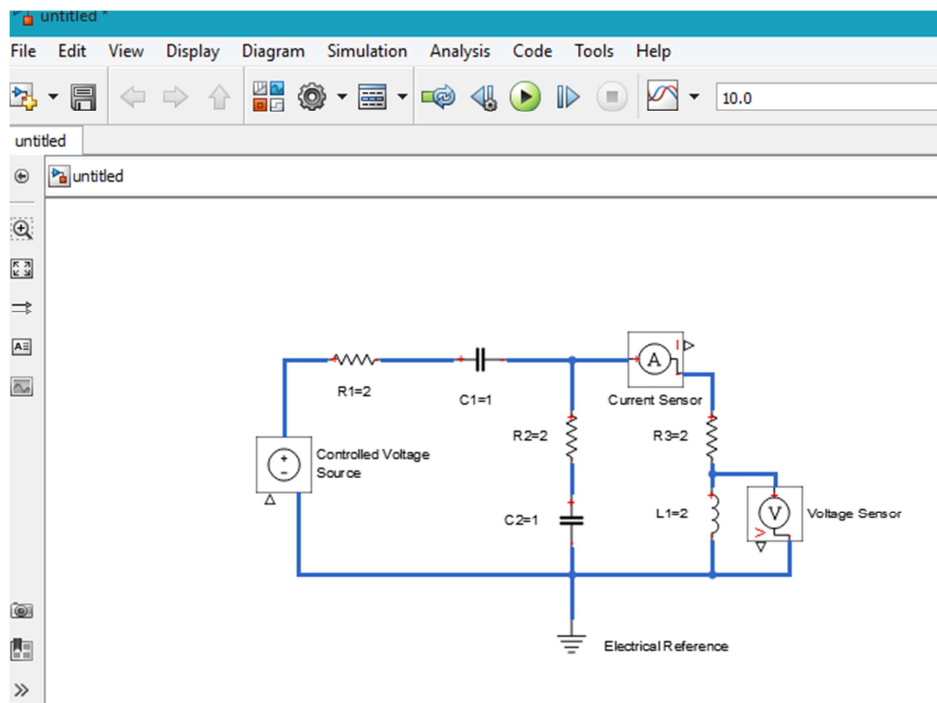 untitled *
File Edit View Display Diagram Simulation Analysis Code Tools Help
10.0
untitled
untitled
R1=2
C1=1
A
I
Current Sensor
R2=2
R3=2
Controlled Voltage
Source
C2=1
L1=2
V
V
Voltage Sensor
Electrical Reference